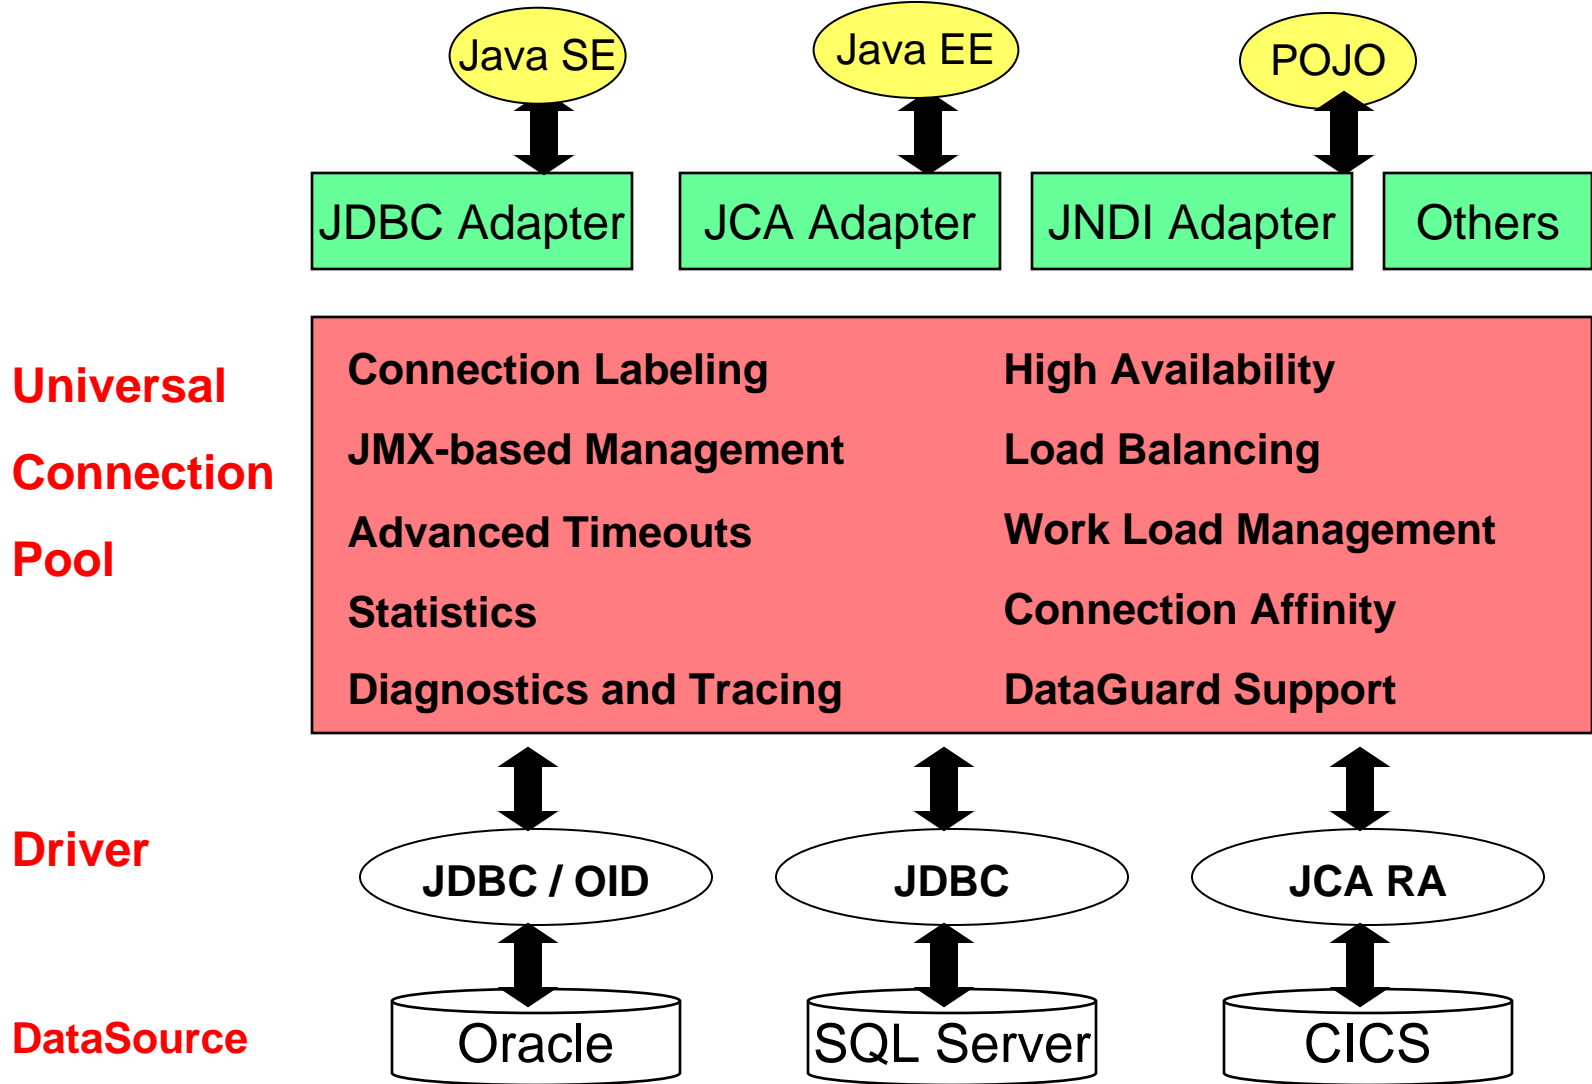 Java SE
Java EE
POJO
JDBC Adapter
JCA Adapter
JNDI Adapter
Others
Universal
Connection
Pool
Connection Labeling
JMX-based Management
Advanced Timeouts
Statistics
Diagnostics and Tracing
High Availability
Load Balancing
Work Load Management
Connection Affinity
DataGuard Support
Driver
JDBC / OID
JDBC
JCA RA
DataSource
Oracle
SQL Server
CICS